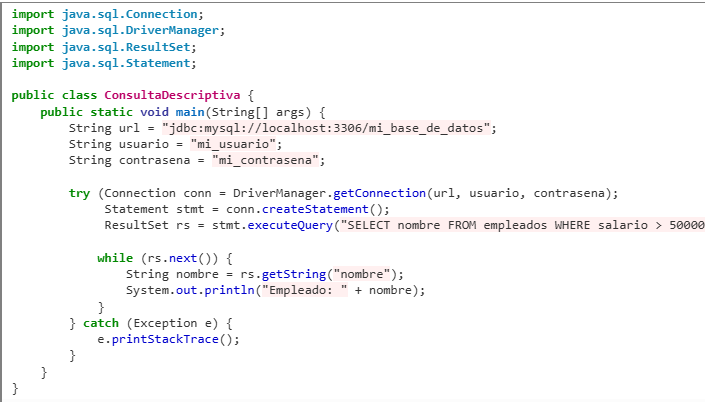 import java.sql.Connection;
import java.sql.DriverManager;
import java.sql.ResultSet;
import java.sql.Statement;

public class ConsultaDescriptiva {
    public static void main(String[] args) {
        String url = "jdbc:mysql://localhost:3306/mi_base_de_datos";
        String usuario = "mi_usuario";
        String contrasena = "mi_contrasena";

        try (Connection conn = DriverManager.getConnection(url, usuario, contrasena);
             Statement stmt = conn.createStatement();
             ResultSet rs = stmt.executeQuery("SELECT nombre FROM empleados WHERE salario > 50000

            while (rs.next()) {
                String nombre = rs.getString("nombre");
                System.out.println("Empleado: " + nombre);
            }
        } catch (Exception e) {
            e.printStackTrace();
        }
    }
}